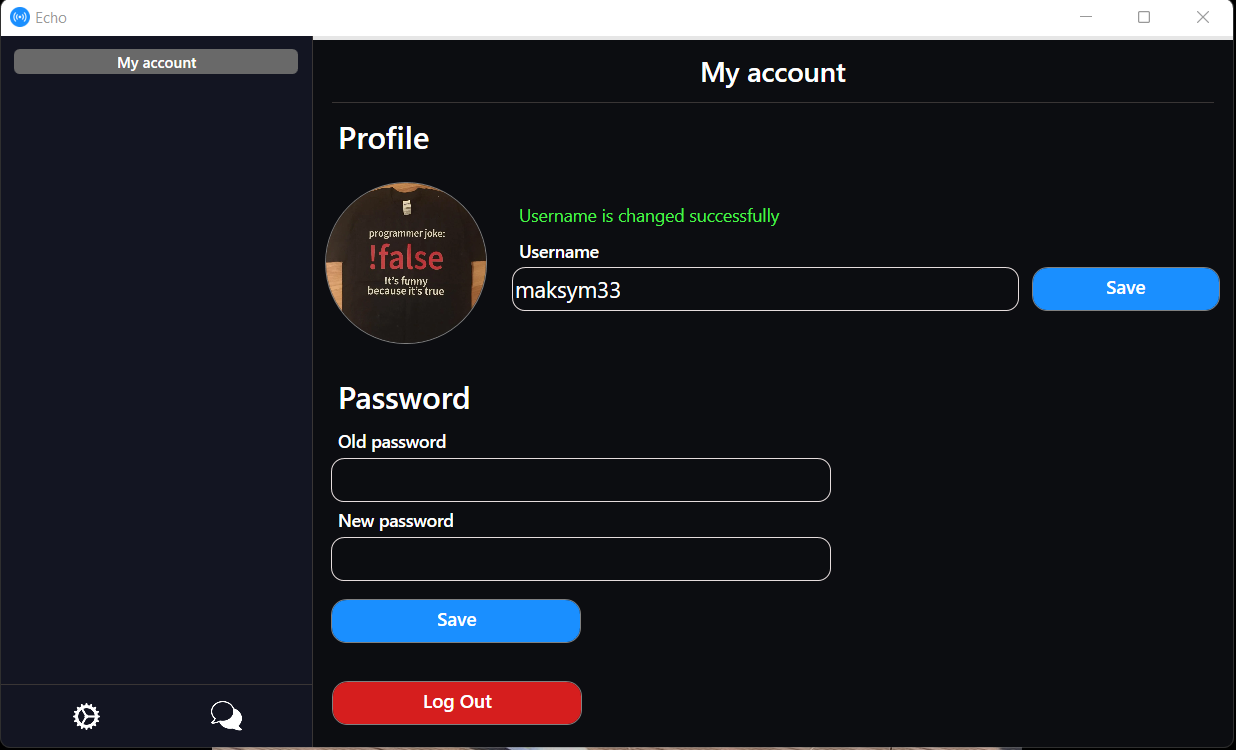 Echo
My account
My account
Profile
programmer joke:
!false
It's funny
because it's true
Username is changed successfully
Username
maksym33
Save
Password
Old password
New password
Save
Log Out